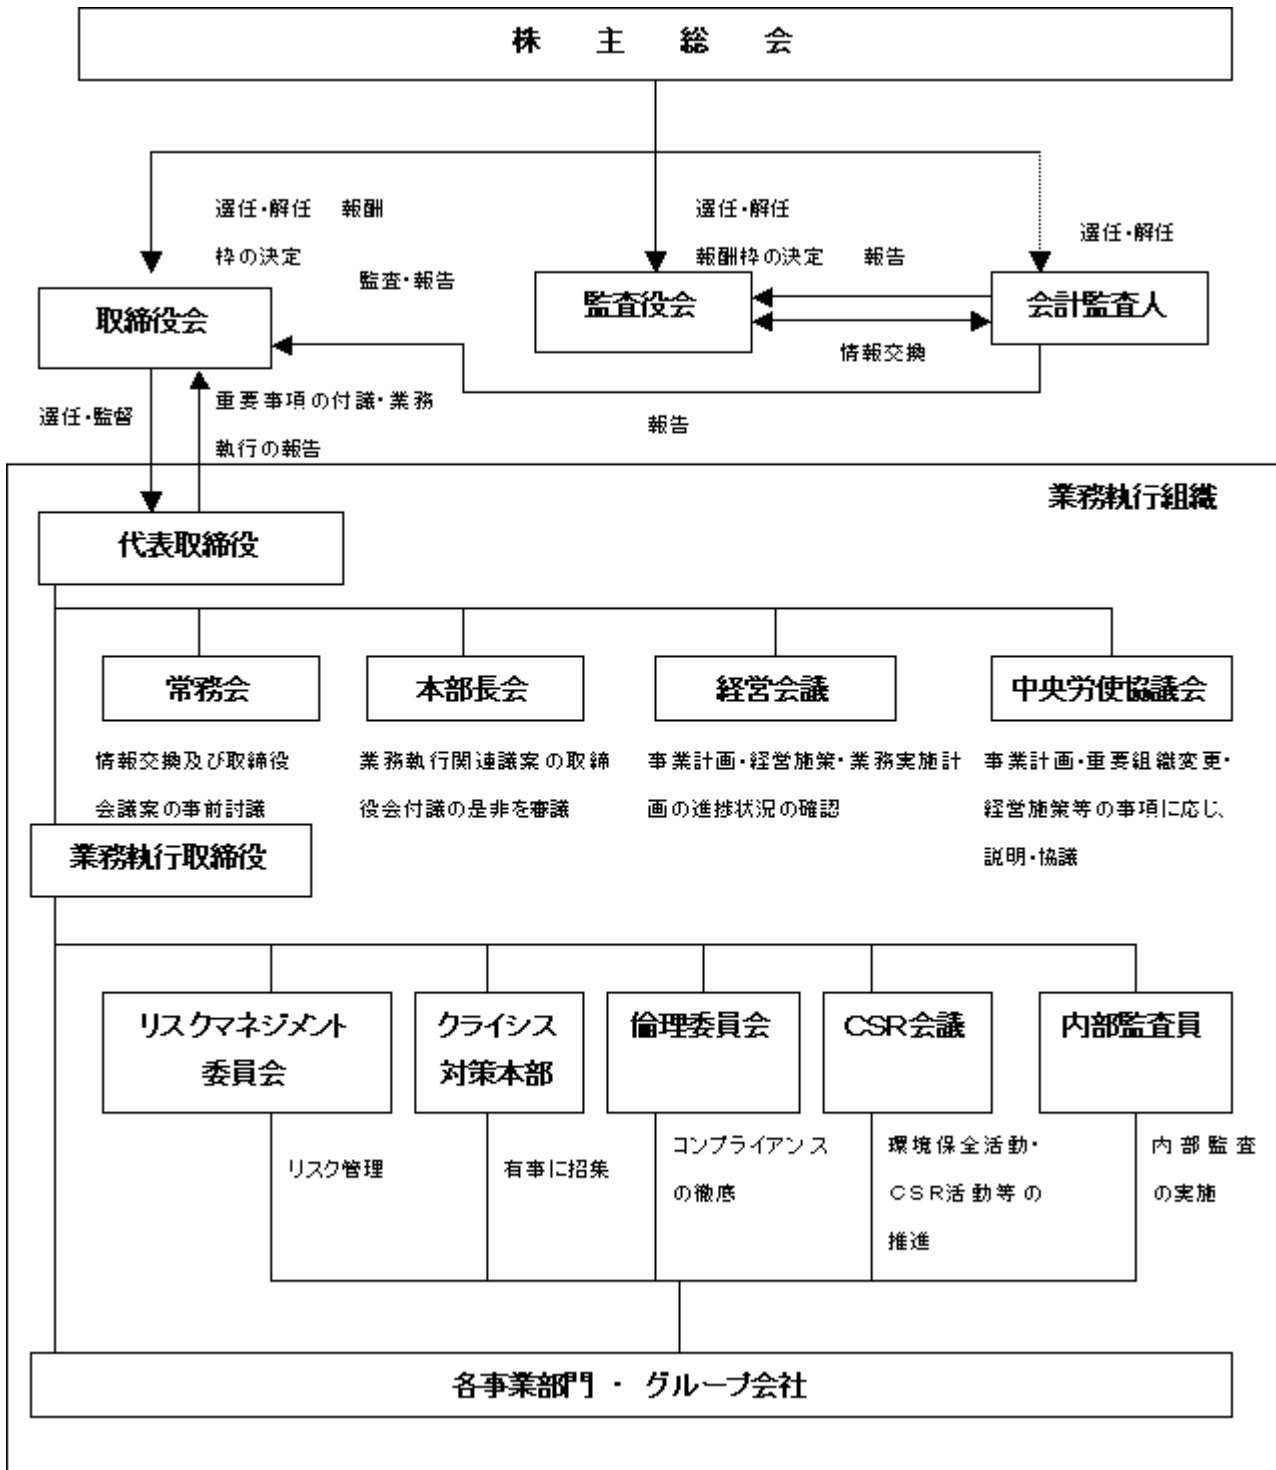 株 主 総 会
選任・解任 報酬
枠の決定
選任・解任
報酬枠の決定
報告
選任・解任
監査・報告
取締役会
監査役会
会計監査人
情報交換
選任・監督
重要事項の付議・業務
執行の報告
報告
業務執行組織
代表取締役
常務会
本部長会
経営会議
中央労使協議会
情報交換及び取締役
会議案の事前討議
業務執行関連議案の取締
役会付議の是非を審議
事業計画・経営施策・業務実施計
画の進捗状況の確認
事業計画・重要組織変更・
経営施策等の事項に応じ、
説明・協議
業務執行取締役
リスクマネジメント
委員会
クライシス
対策本部
倫理委員会
CSR会議
内部監査員
リスク管理
有事に招集
コンプライアンス
の徹底
環境保全活動・
CSR活動等の
推進
内部監査
の実施
各事業部門 ・ グループ会社